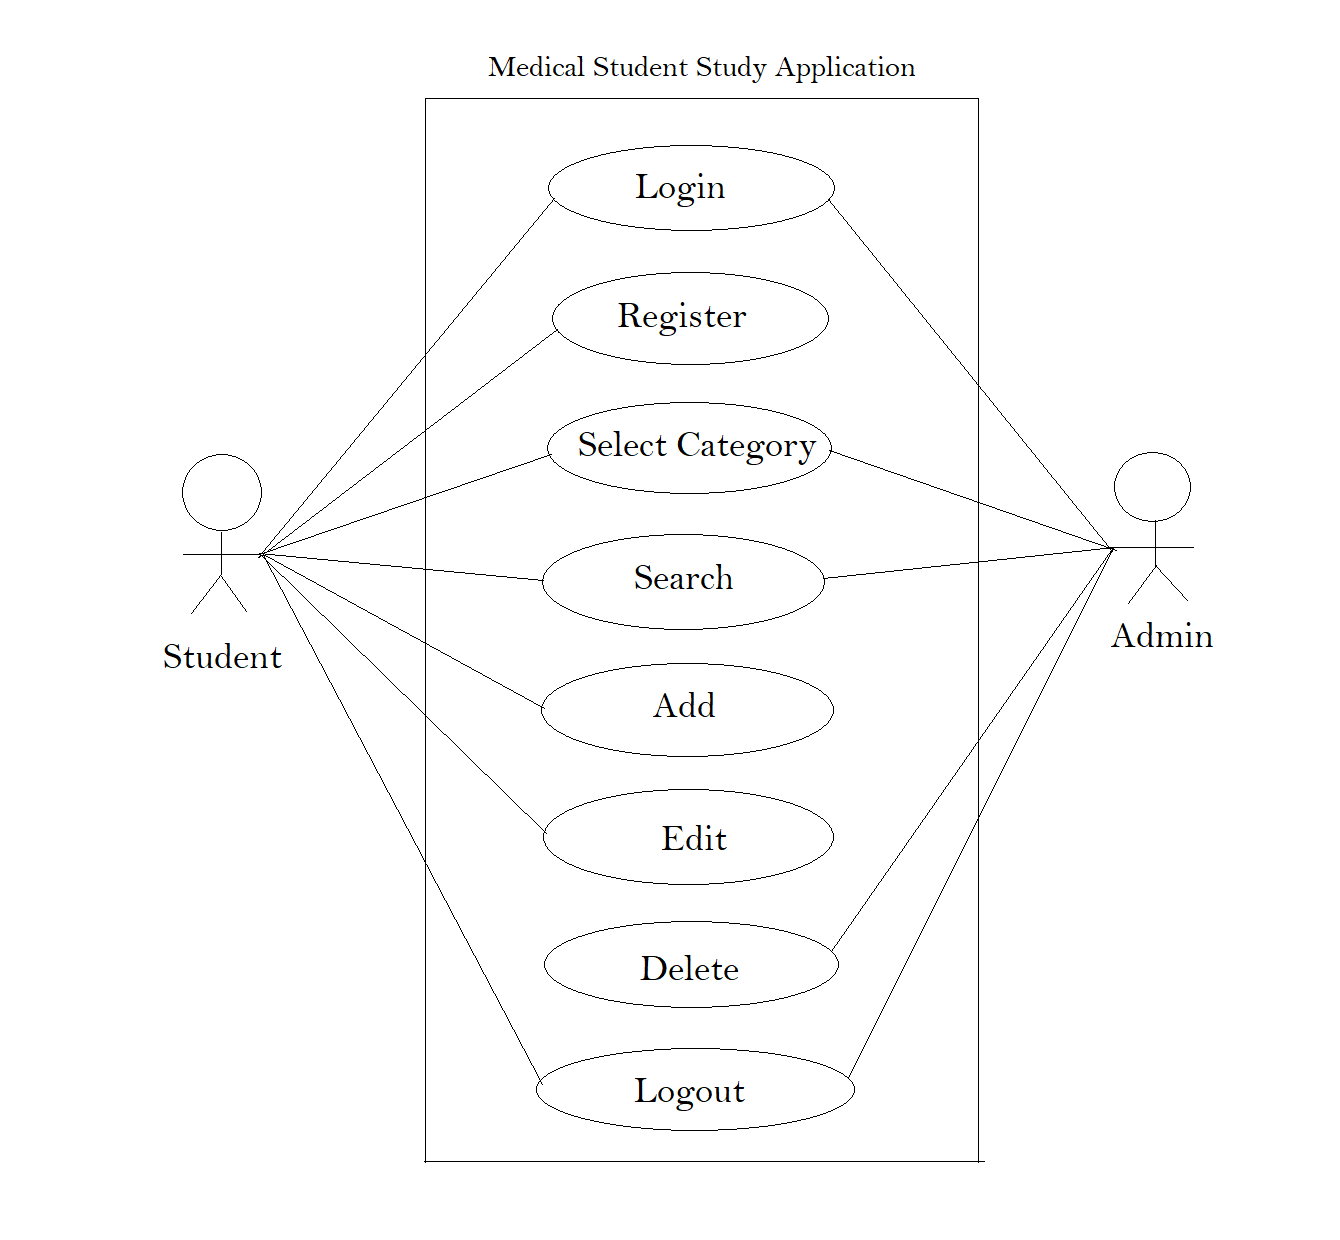 Medical Student Study Application
Login
Register
Select Category
Search
Add
Edit
Delete
Logout
Student
Admin